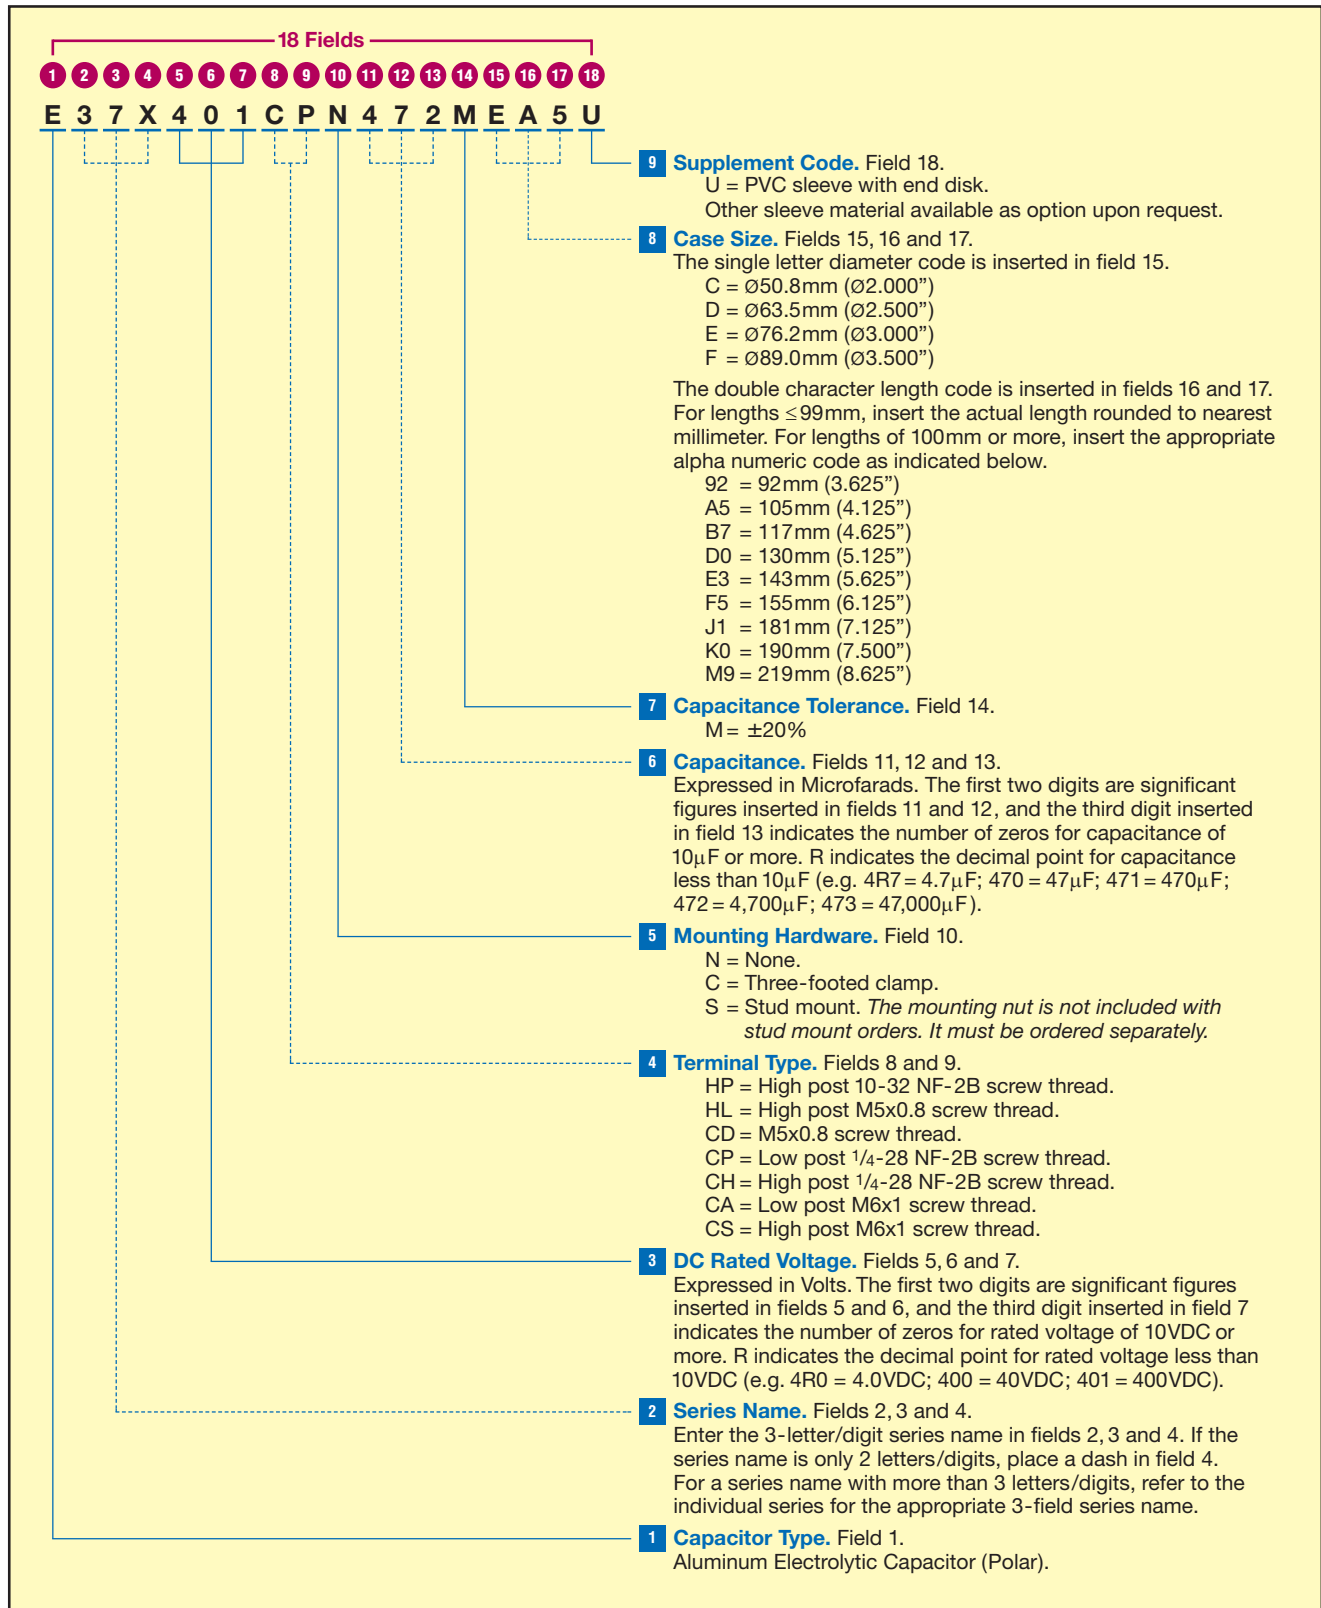 18 Fields
1 2 3 4 5 6 7 8 9 10 11 12 13 14 15 16 17 18
E 3 7 X 4 0 1 C P N 4 7 2 M E A 5 U
9 Supplement Code. Field 18.
U = PVC sleeve with end disk.
Other sleeve material available as option upon request.
8 Case Size. Fields 15, 16 and 17.
The single letter diameter code is inserted in field 15.
C = Ø50.8mm (Ø2.000”)
D = Ø63.5mm (Ø2.500”)
E = Ø76.2mm (Ø3.000”)
F = Ø89.0mm (Ø3.500”)
The double character length code is inserted in fields 16 and 17.
For lengths ≤99mm, insert the actual length rounded to nearest
millimeter. For lengths of 100mm or more, insert the appropriate
alpha numeric code as indicated below.
92 = 92mm (3.625”)
A5 = 105mm (4.125”)
B7 = 117mm (4.625”)
D0 = 130mm (5.125”)
E3 = 143mm (5.625”)
F5 = 155mm (6.125”)
J1 = 181mm (7.125”)
K0 = 190mm (7.500”)
M9 = 219mm (8.625”)
7 Capacitance Tolerance. Field 14.
M = ±20%
6 Capacitance. Fields 11, 12 and 13.
Expressed in Microfarads. The first two digits are significant
figures inserted in fields 11 and 12, and the third digit inserted
in field 13 indicates the number of zeros for capacitance of
10µF or more. R indicates the decimal point for capacitance
less than 10µF (e.g. 4R7 = 4.7µF; 470 = 47µF; 471 = 470µF;
472 = 4,700µF; 473 = 47,000µF).
5 Mounting Hardware. Field 10.
N = None.
C = Three-footed clamp.
S = Stud mount. The mounting nut is not included with
stud mount orders. It must be ordered separately.
4 Terminal Type. Fields 8 and 9.
HP = High post 10-32 NF-2B screw thread.
HL = High post M5x0.8 screw thread.
CD = M5x0.8 screw thread.
CP = Low post 1/4-28 NF-2B screw thread.
CH = High post 1/4-28 NF-2B screw thread.
CA = Low post M6x1 screw thread.
CS = High post M6x1 screw thread.
3 DC Rated Voltage. Fields 5, 6 and 7.
Expressed in Volts. The first two digits are significant figures
inserted in fields 5 and 6, and the third digit inserted in field 7
indicates the number of zeros for rated voltage of 10VDC or
more. R indicates the decimal point for rated voltage less than
10VDC (e.g. 4R0 = 4.0VDC; 400 = 40VDC; 401 = 400VDC).
2 Series Name. Fields 2, 3 and 4.
Enter the 3-letter/digit series name in fields 2, 3 and 4. If the
series name is only 2 letters/digits, place a dash in field 4.
For a series name with more than 3 letters/digits, refer to the
individual series for the appropriate 3-field series name.
1 Capacitor Type. Field 1.
Aluminum Electrolytic Capacitor (Polar).